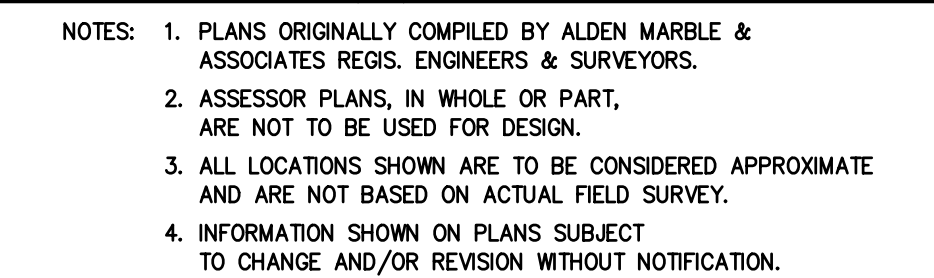 NOTES: 1. PLANS ORIGINALLY COMPILED BY ALDEN MARBLE &
ASSOCIATES REGIS. ENGINEERS & SURVEYORS.
2. ASSESSOR PLANS, IN WHOLE OR PART,
ARE NOT TO BE USED FOR DESIGN.
3. ALL LOCATIONS SHOWN ARE TO BE CONSIDERED APPROXIMATE
AND ARE NOT BASED ON ACTUAL FIELD SURVEY.
4. INFORMATION SHOWN ON PLANS SUBJECT
TO CHANGE AND/OR REVISION WITHOUT NOTIFICATION.